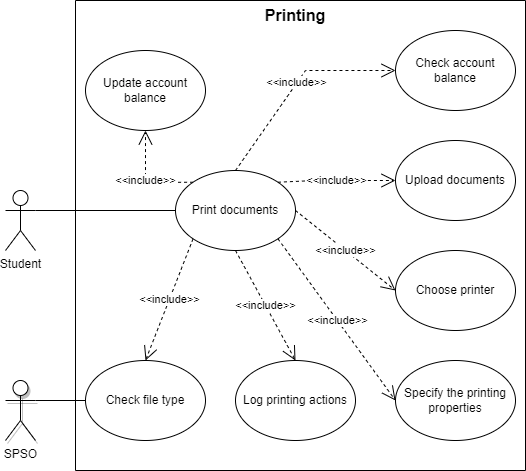 Printing
Check account
balance
Update account
balance
<<include>>
<<include>>
<<include>>
Upload documents
Print documents
Student
<<include>>
Choose printer
<<include>>
<<include>>
<<include>>
Check file type
Log printing actions
Specify the printing
properties
SPSO